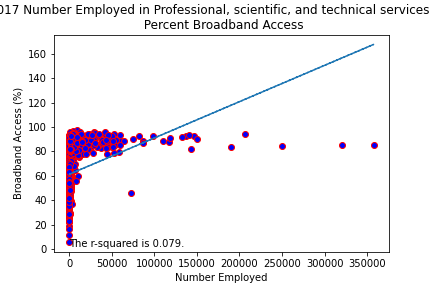 017 Number Employed in Professional, scientific, and technical services
Percent Broadband Access
160
140
120
100
80
60
40
20
0
Broadband Access (%)
The r-squared is 0.079.
0 50000 100000 150000 200000 250000 300000 350000
Number Employed